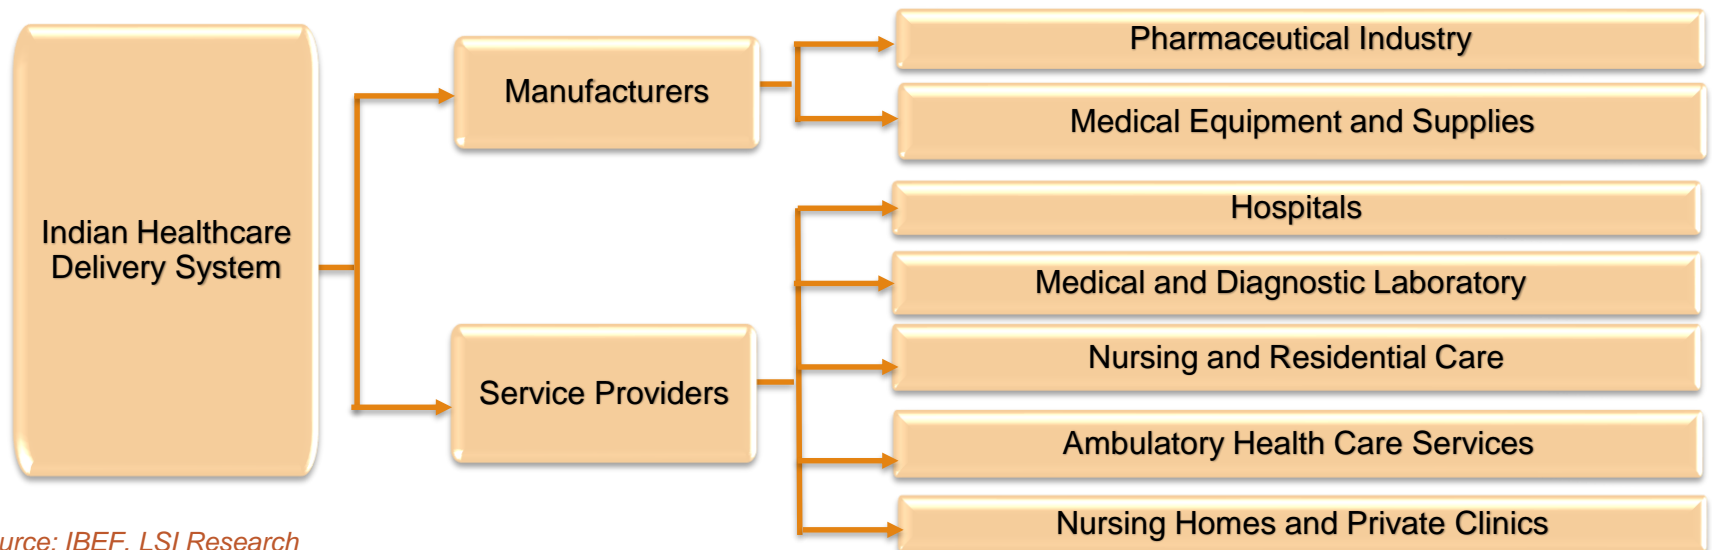 Indian Healthcare
Delivery System
Manufacturers
Service Providers
Pharmaceutical Industry
Medical Equipment and Supplies
Hospitals
Medical and Diagnostic Laboratory
Nursing and Residential Care
Ambulatory Health Care Services
Nursing Homes and Private Clinics
urce: IBEF, LSI Research